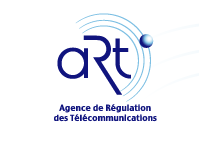 aRt
Agence de Régulation
des Télécommunications